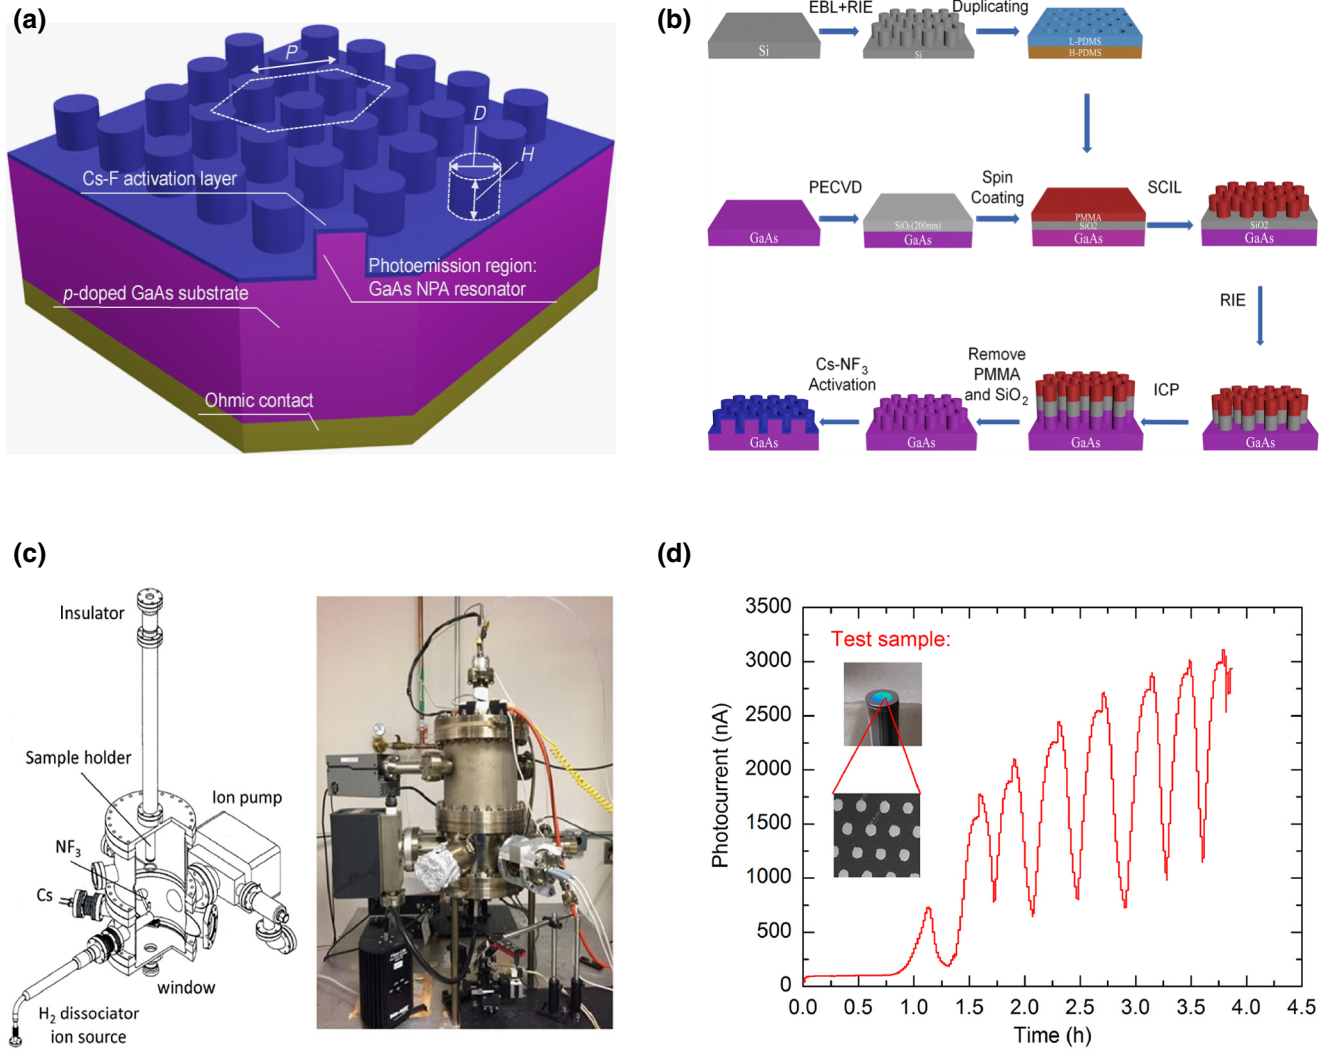 (a)
P
D
H
Cs-F activation layer
Photoemission region:
GaAs NPA resonator
p-doped GaAs substrate
Ohmic contact
(b)
EBL+RIE
Duplicating
Si
Si
L-PDMS
H-PDMS
PECVD
Spin
Coating
SCIL
GaAs
SiO₂(200nm)
GaAs
PMMA
SiO2
GaAs
SiO2
GaAs
RIE
Cs-NF₃
Activation
Remove
PMMA
and SiO₂
ICP
GaAs
GaAs
GaAs
GaAs
(c)
Insulator
Sample holder
Ion pump
NF₃
Cs
window
H₂ dissociator
ion source
(d)
Test sample:
Photocurrent (nA)
3500
3000
2500
2000
1500
1000
500
0
0.0 0.5 1.0 1.5 2.0 2.5 3.0 3.5 4.0 4.5
Time (h)